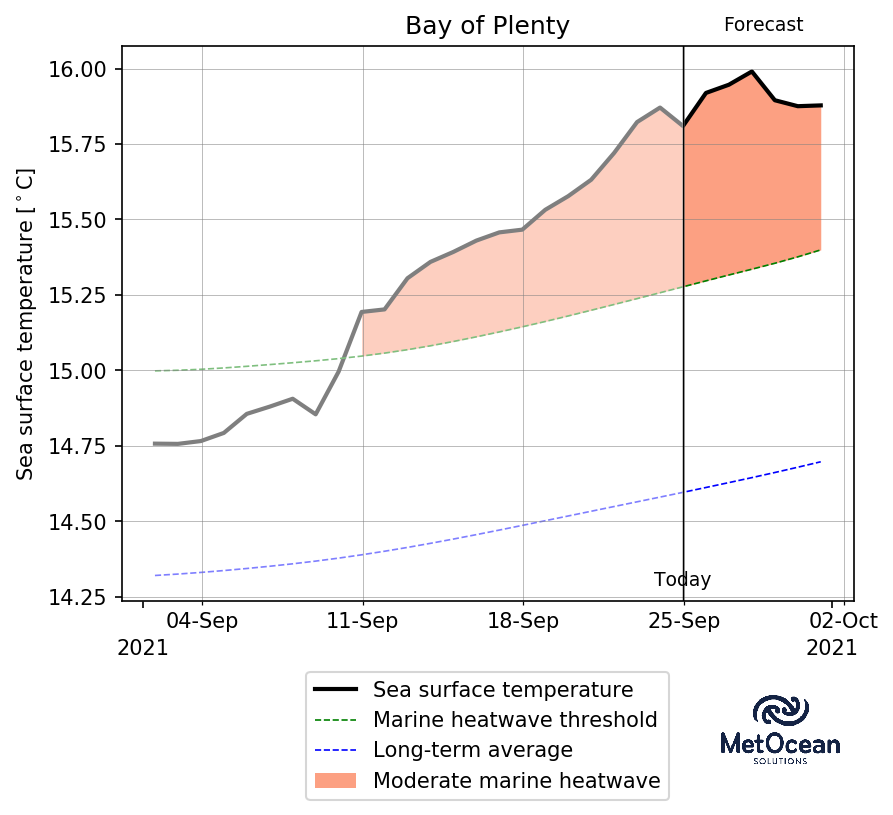 Bay of Plenty
Forecast
Sea surface temperature [°C]
16.00
15.75
15.50
15.25
15.00
14.75
14.50
14.25
Today
04-Sep
11-Sep
18-Sep
25-Sep
02-Oct
2021
2021
Sea surface temperature
Marine heatwave threshold
Long-term average
Moderate marine heatwave
MetOcean
SOLUTIONS